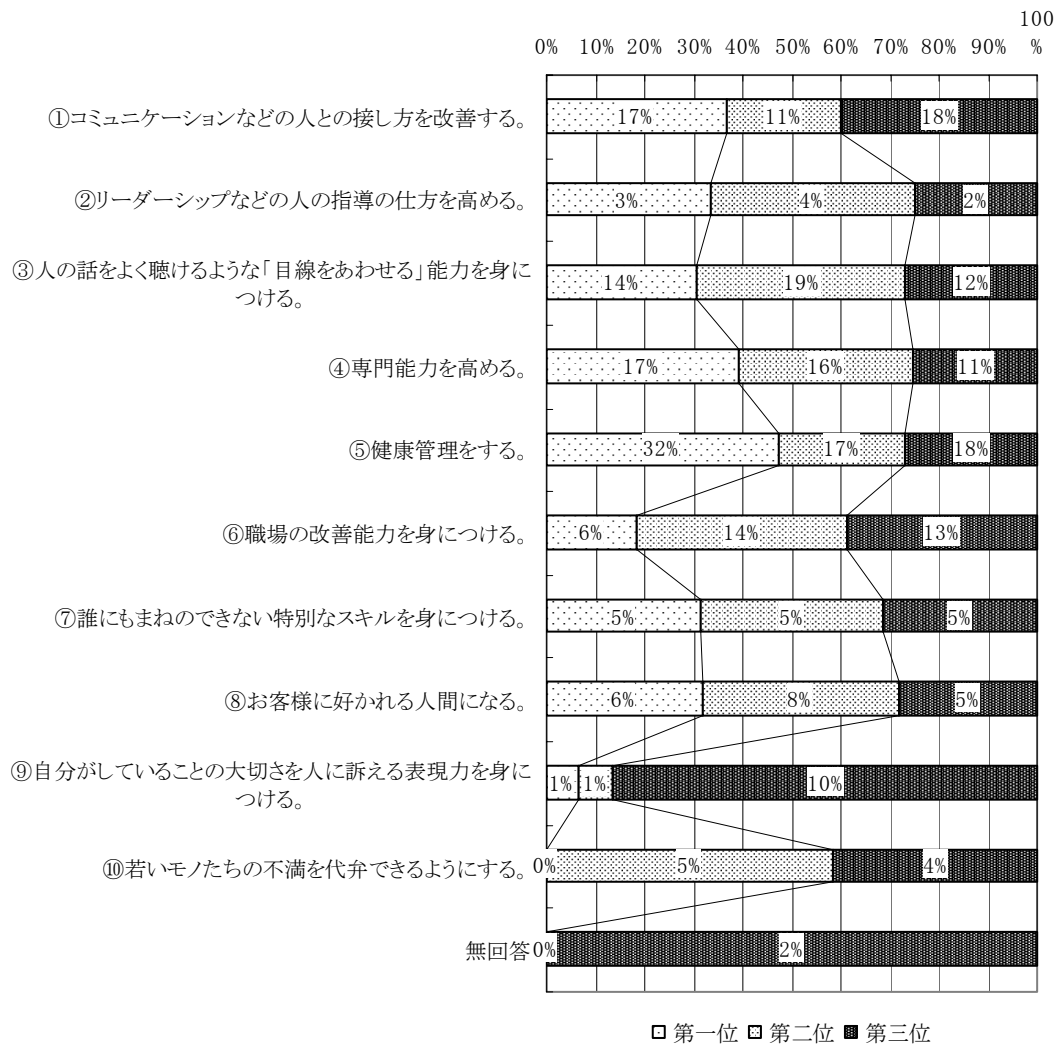 100
0% 10% 20% 30% 40% 50% 60% 70% 80% 90% %
①コミュニケーションなどの人との接し方を改善する。 17% 11% 18%
②リーダーシップなどの人の指導の仕方を高める。 3% 4% 2%
③人の話をよく聴けるような「目線をあわせる」能力を身に
つける。 14% 19% 12%
④専門能力を高める。 17% 16% 11%
⑤健康管理をする。 32% 17% 18%
⑥職場の改善能力を身につける。 6% 14% 13%
⑦誰にもまねのできない特別なスキルを身につける。 5% 5% 5%
⑧お客様に好かれる人間になる。 6% 8% 5%
⑨自分がしていることの大切さを人に訴える表現力を身に
つける。 1% 1% 10%
⑩若いモノたちの不満を代弁できるようにする。 0% 5% 4%
無回答 0% 2%
第一位 第二位 第三位